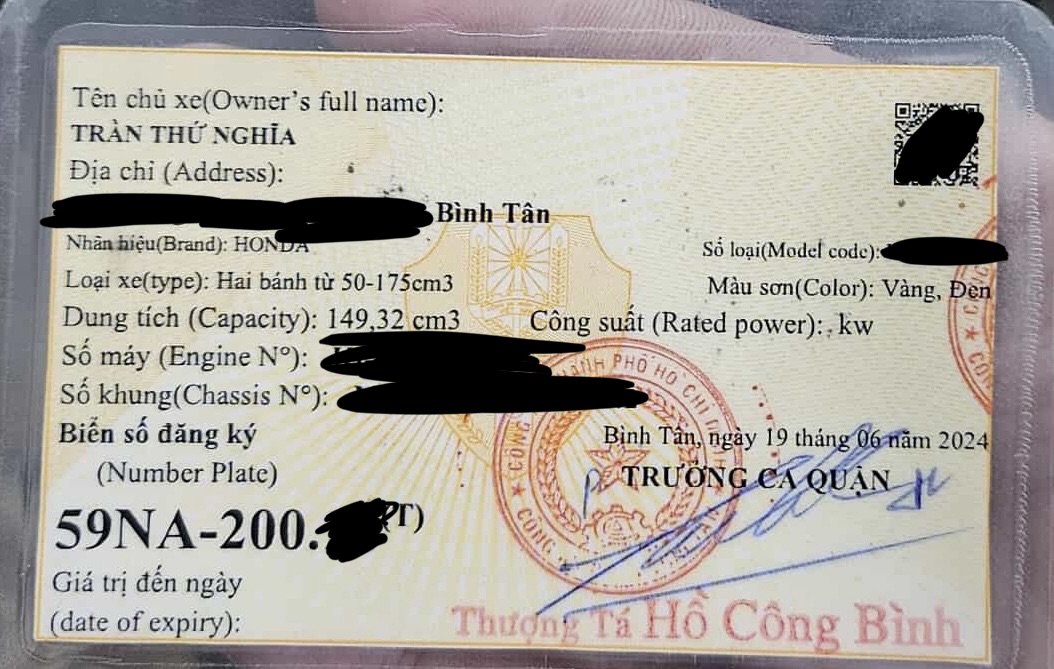 Tên chủ xe(Owner's full name):
TRẦN THỨ NGHĨA
Địa chỉ (Address):
Bình Tân
Nhãn hiệu(Brand): HONDA
Số loại(Model code):
Loại xe(type): Hai bánh từ 50-175cm3
Màu sơn(Color): Vàng, Đen
Dung tích (Capacity): 149,32 cm3
Công suất (Rated power): kw
Số máy (Engine N°):
Số khung(Chassis N°):
Biển số đăng ký
(Number Plate)
Bình Tân, ngày 19 tháng 06 năm 2024
TRƯỞNG CA QUẬN
59NA-200. (T)
Giá trị đến ngày
(date of expiry):
Thượng Tá Hồ Công Bình